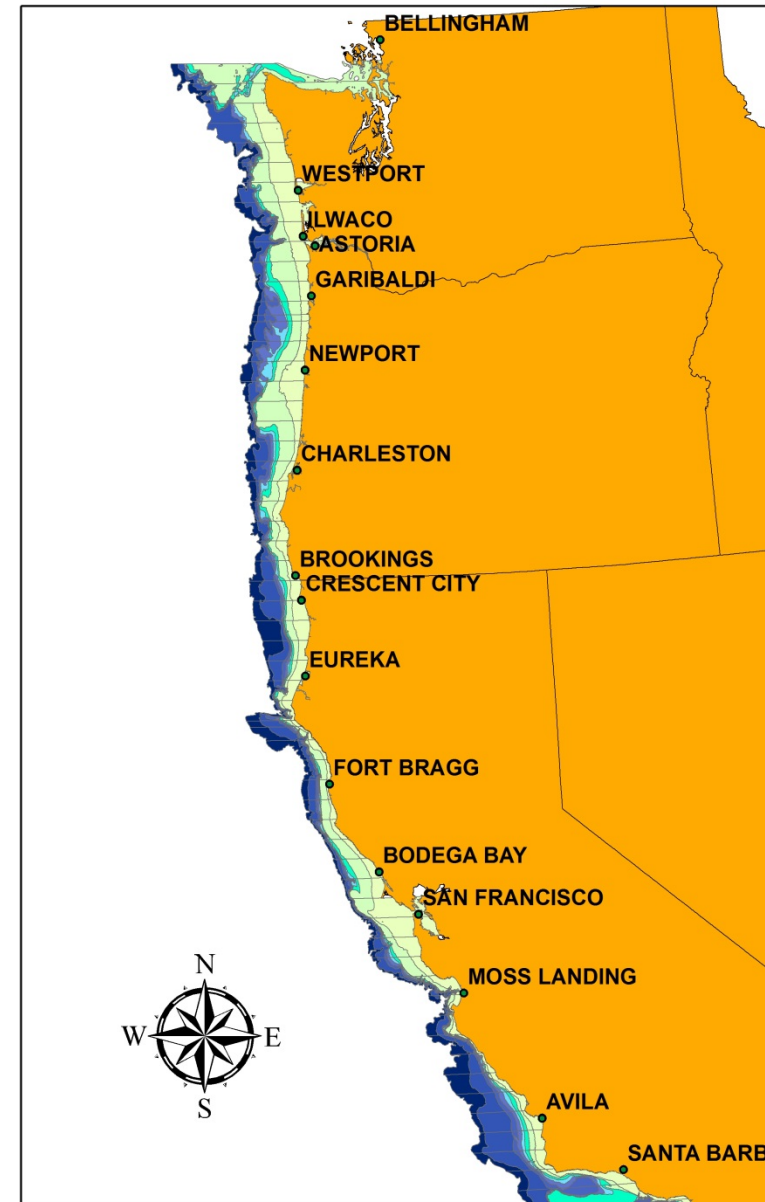 BELLINGHAM
WESTPORT
ILWACO
ASTORIA
GARIBALDI
NEWPORT
CHARLESTON
BROOKINGS
CRESCENT CITY
EUREKA
FORT BRAGG
BODEGA BAY
SAN FRANCISCO
N
MOSS LANDING
W E
S
AVILA
SANTA BARB